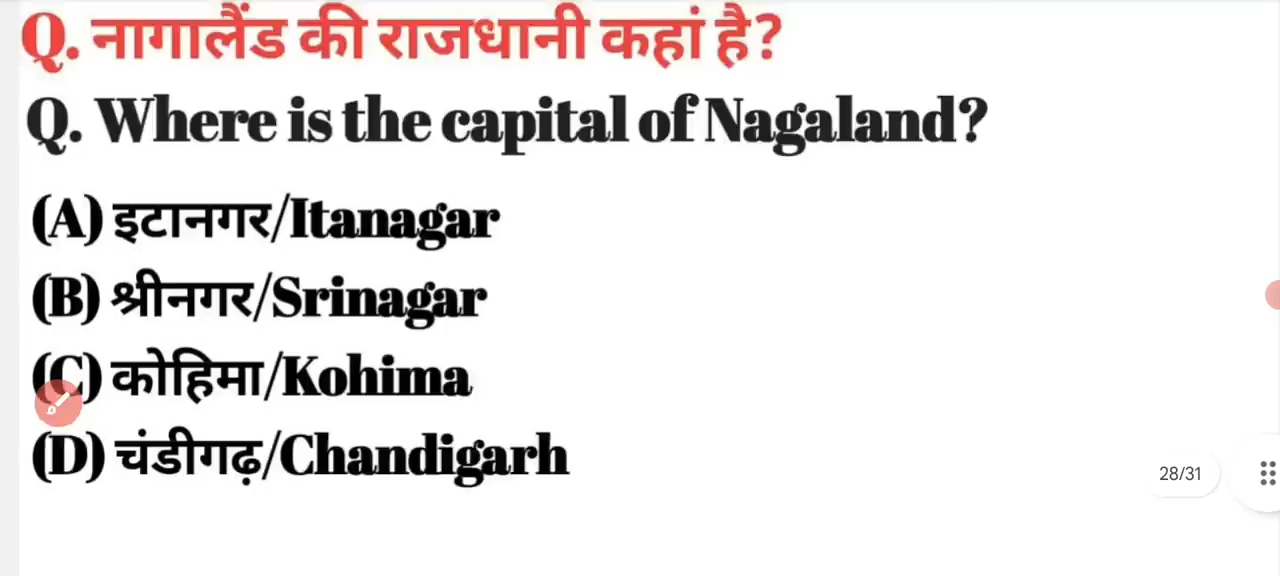 Q. नागालैंड की राजधानी कहां है?
Q. Where is the capital of Nagaland?
(A) इटानगर/Itanagar
(B) श्रीनगर/Srinagar
(C) कोहिमा/Kohima
(D) चंडीगढ़/Chandigarh
28/31